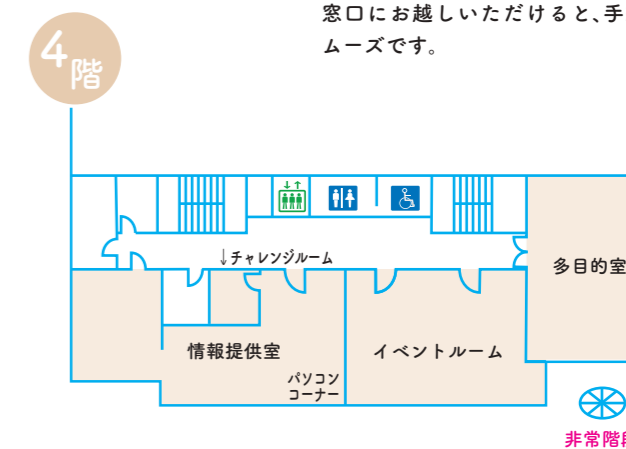 窓口にお越しいただけると、手
ムーズです。
4階
↓チャレンジルーム
多目的室
情報提供室
イベントルーム
パソコン
コーナー
非常階段